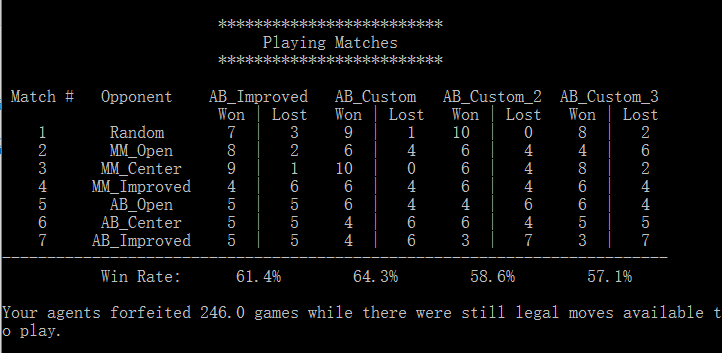 *************************
Playing Matches
*************************
Match # Opponent AB_Improved AB_Custom AB_Custom_2 AB_Custom_3
Won | Lost Won | Lost Won | Lost Won | Lost
1 Random 7 | 3 9 | 1 10 | 0 8 | 2
2 MM_Open 8 | 2 6 | 4 6 | 4 4 | 6
3 MM_Center 9 | 1 10 | 0 6 | 4 8 | 2
4 MM_Improved 4 | 6 6 | 4 6 | 4 6 | 4
5 AB_Open 5 | 5 6 | 4 4 | 6 6 | 4
6 AB_Center 5 | 5 4 | 6 6 | 4 5 | 5
7 AB_Improved 5 | 5 4 | 6 3 | 7 3 | 7
--------------------------------------------------------------------------
Win Rate: 61.4% 64.3% 58.6% 57.1%
Your agents forfeited 246.0 games while there were still legal moves available t
o play.